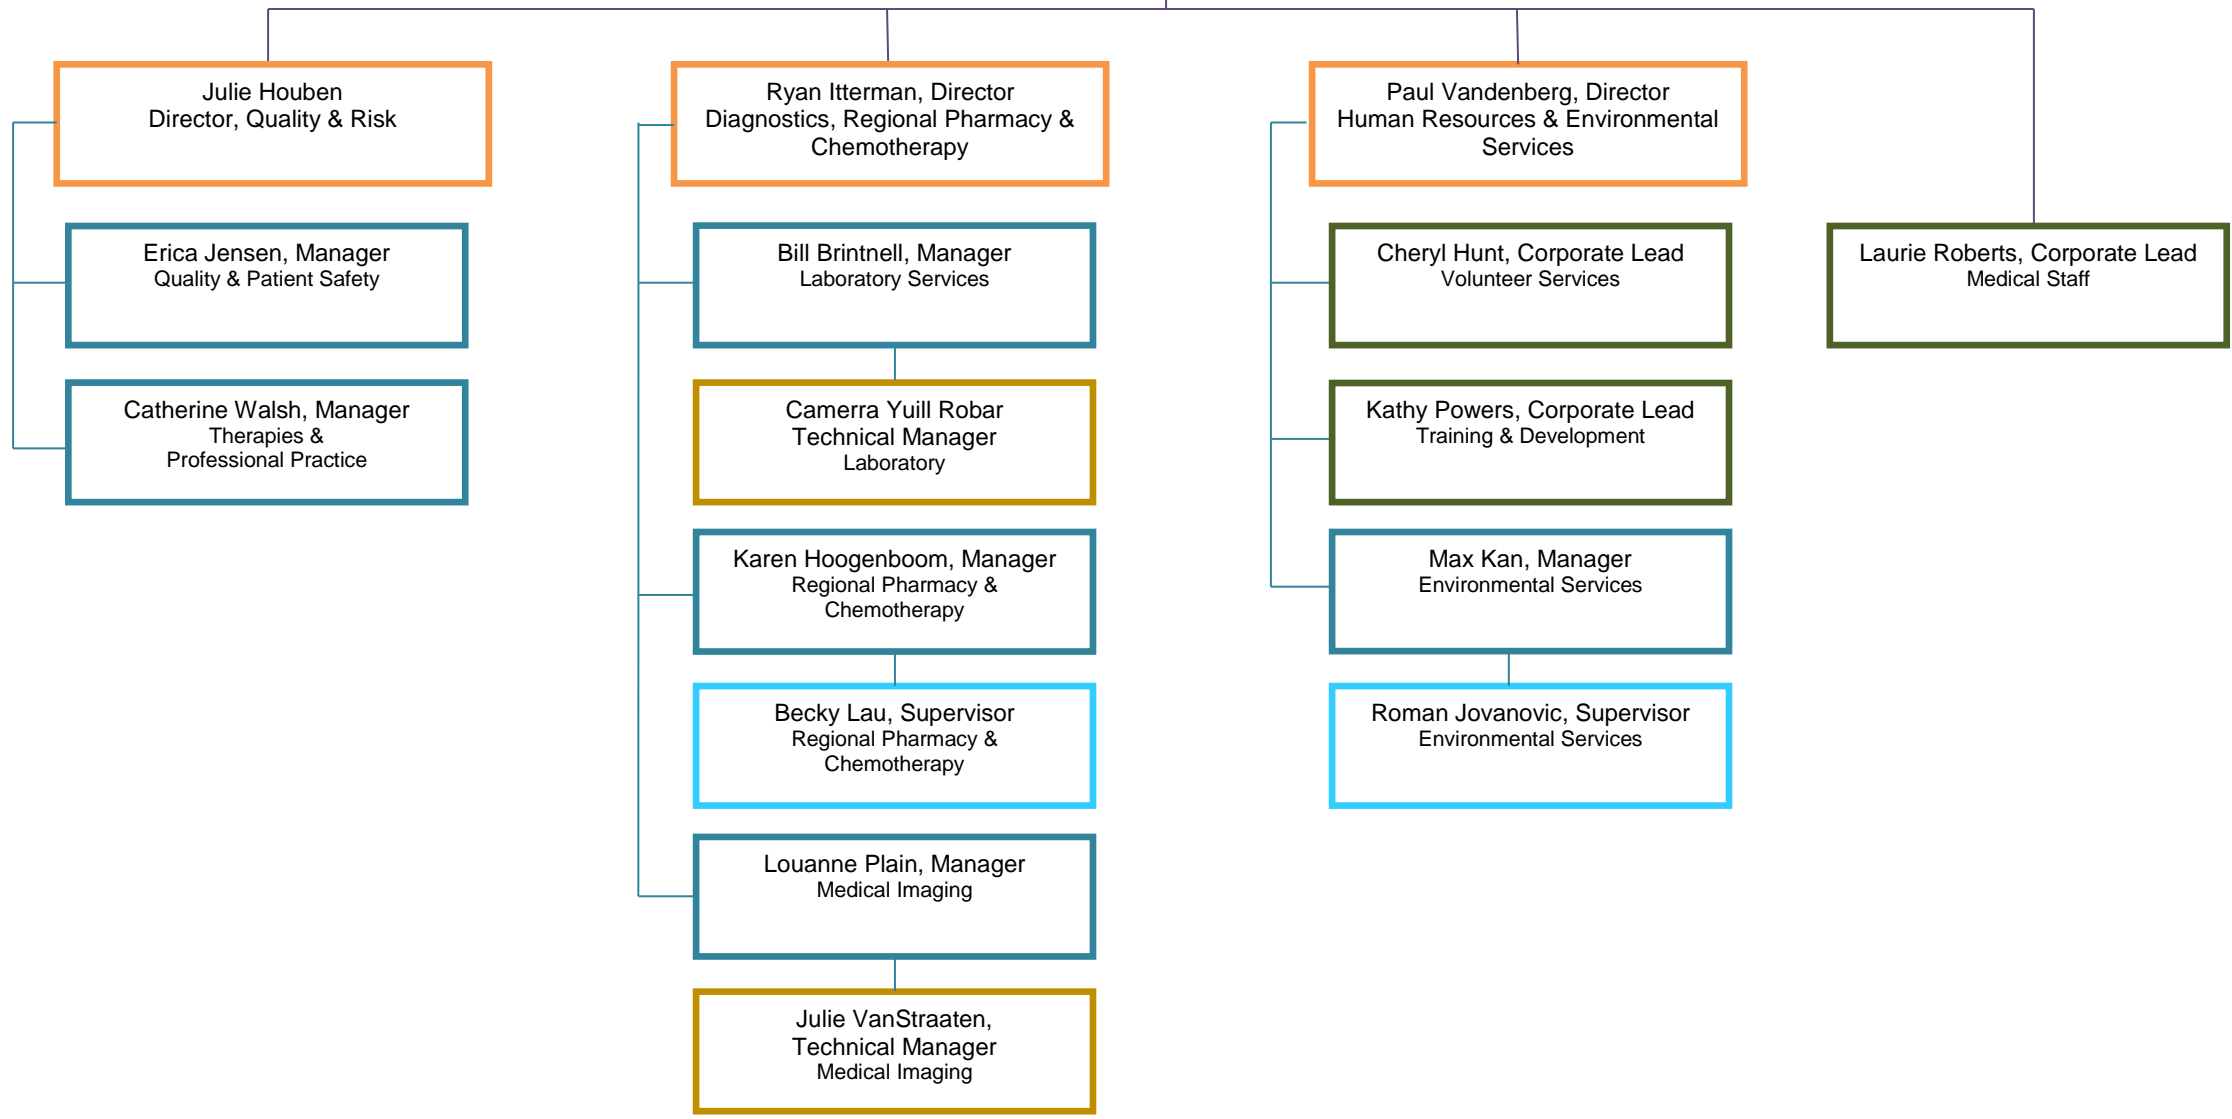 Julie Houben
Director, Quality & Risk
Erica Jensen, Manager
Quality & Patient Safety
Catherine Walsh, Manager
Therapies &
Professional Practice
Ryan Itterman, Director
Diagnostics, Regional Pharmacy &
Chemotherapy
Bill Brintnell, Manager
Laboratory Services
Camerra Yuill Robar
Technical Manager
Laboratory
Karen Hoogenboom, Manager
Regional Pharmacy &
Chemotherapy
Becky Lau, Supervisor
Regional Pharmacy &
Chemotherapy
Louanne Plain, Manager
Medical Imaging
Julie VanStraaten,
Technical Manager
Medical Imaging
Paul Vandenberg, Director
Human Resources & Environmental
Services
Cheryl Hunt, Corporate Lead
Volunteer Services
Kathy Powers, Corporate Lead
Training & Development
Max Kan, Manager
Environmental Services
Roman Jovanovic, Supervisor
Environmental Services
Laurie Roberts, Corporate Lead
Medical Staff